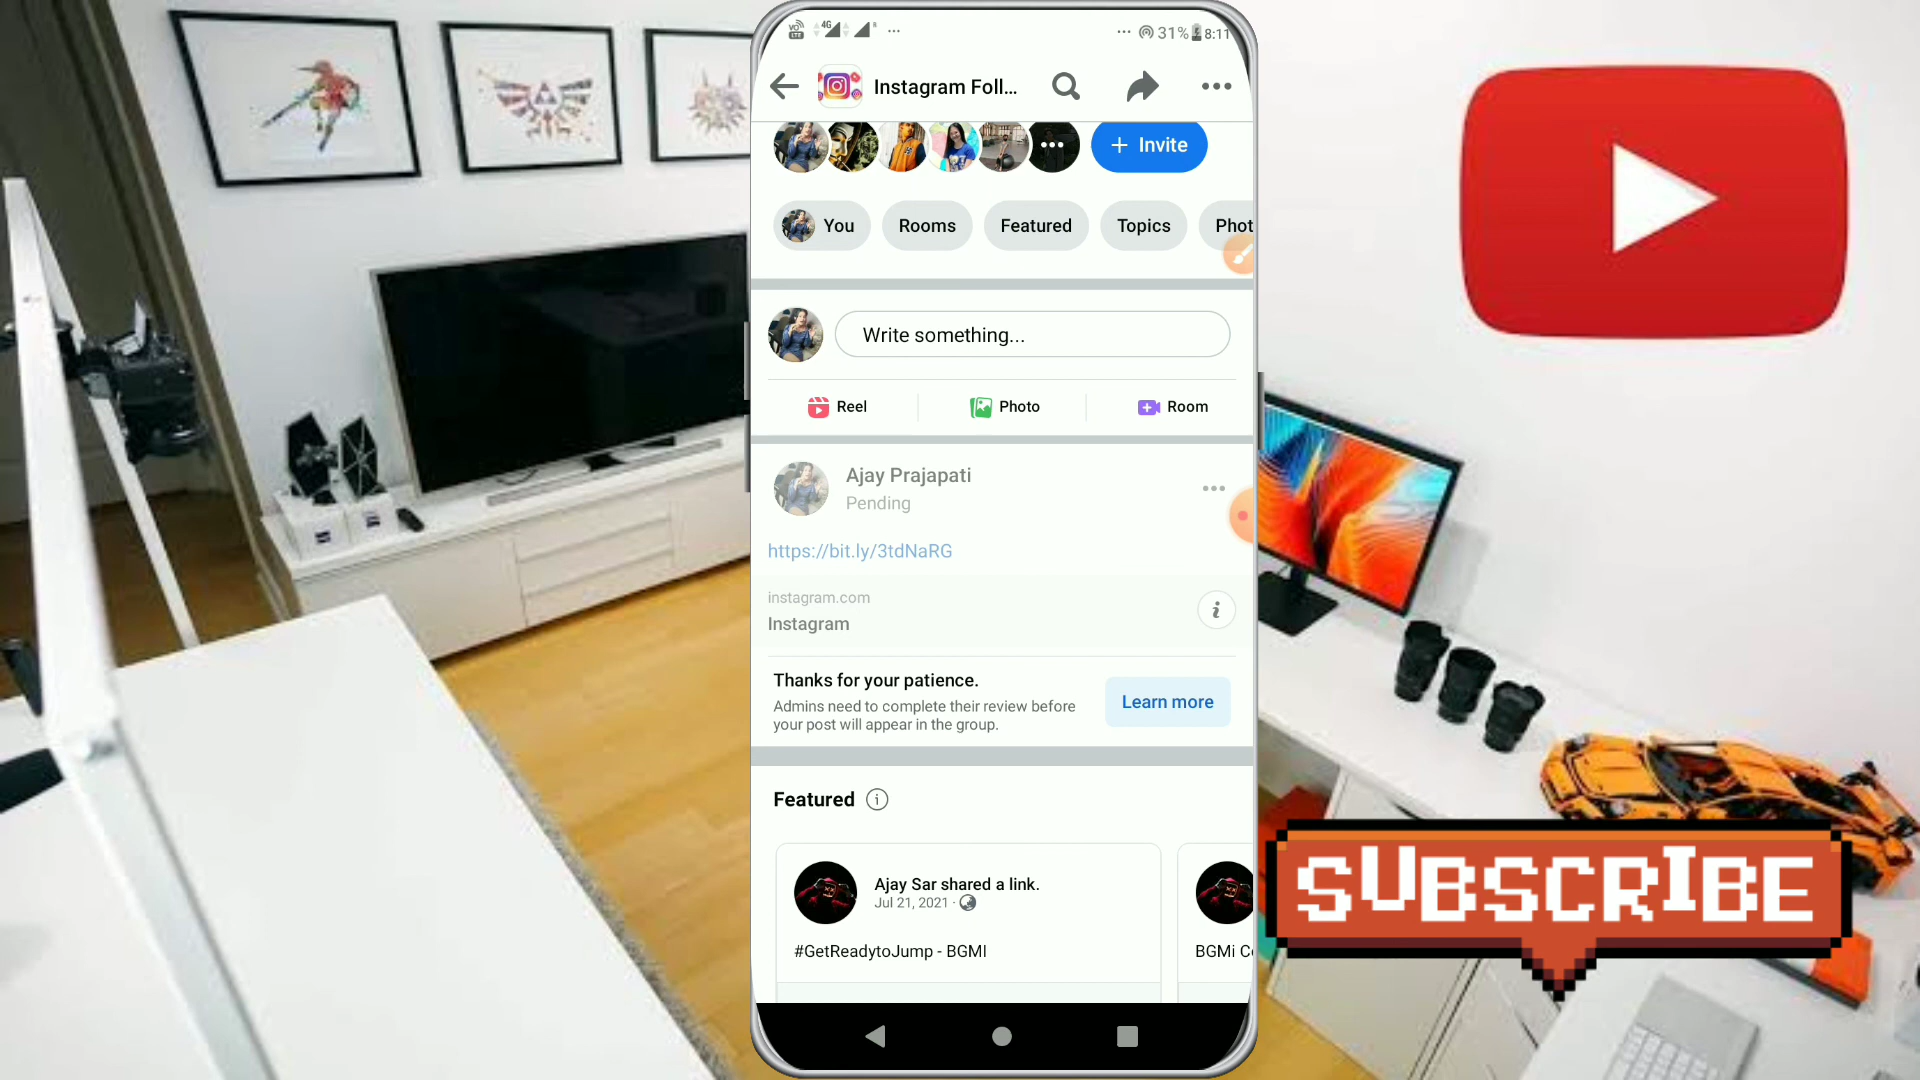 VO LTE 4G R ... ... 31% 8:11
Instagram Foll...
+ Invite
You Rooms Featured Topics Phot
Write something...
Reel Photo Room
Ajay Prajapati
Pending
https://bit.ly/3tdNaRG
instagram.com
Instagram
Thanks for your patience.
Admins need to complete their review before
your post will appear in the group.
Learn more
Featured
Ajay Sar shared a link.
Jul 21, 2021
#GetReadytoJump - BGMI
BGMi C
SUBSCRIBE